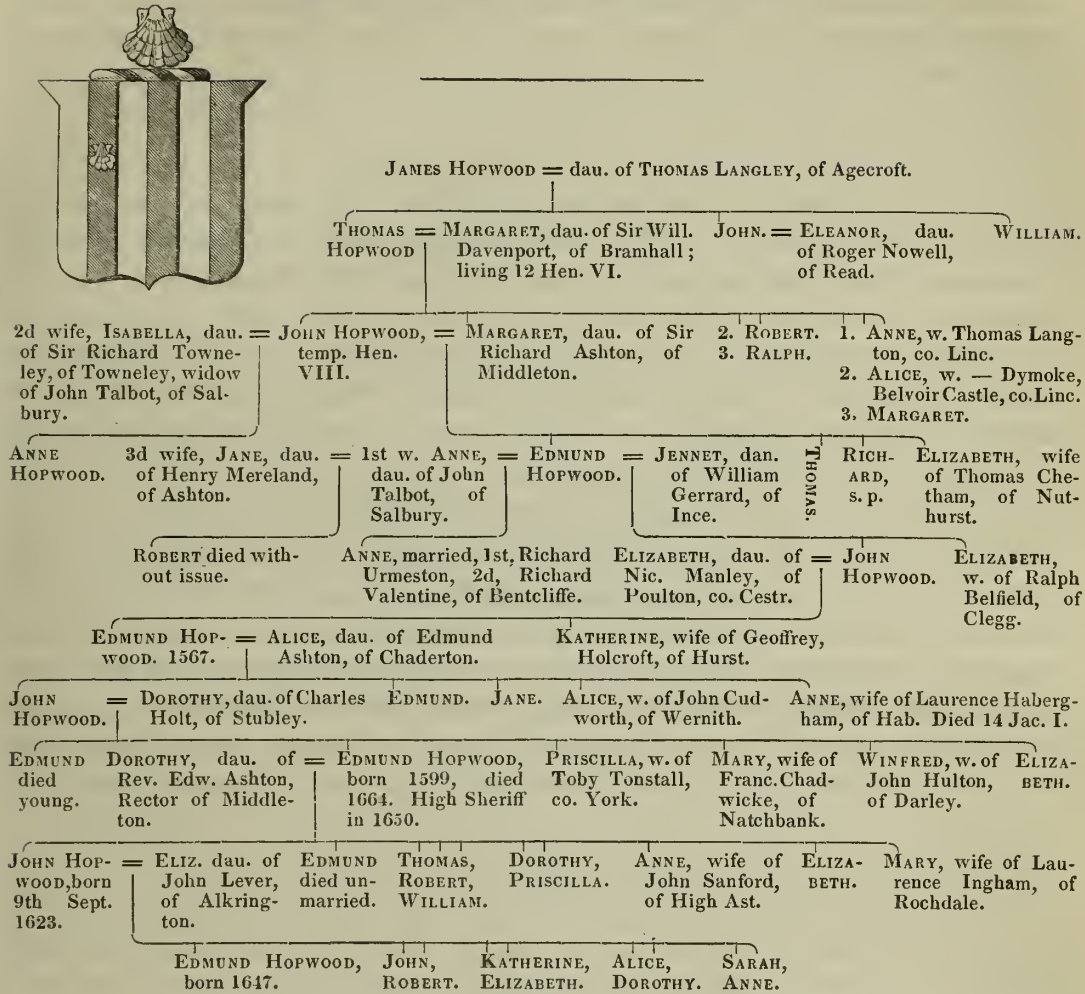 JAMES HOPWOOD = dau. of THOMAS LANGLEY, of Agecroft.
THOMAS HOPWOOD
= MARGARET, dau. of Sir Will.
Davenport, of Bramhall;
living 12 Hen. VI.
JOHN. = ELEANOR, dau.
of Roger Nowell,
of Read.
WILLIAM.
2d wife, ISABELLA, dau.
of Sir Richard Towne-
ley, of Towneley, widow
of John Talbot, of Sal-
bury.
= JOHN HOPWOOD, =
temp. Hen.
VIII.
MARGARET, dau. of Sir
Richard Ashton, of
Middleton.
2. ROBERT.
3. RALPH.
1. ANNE, w. Thomas Lang-
ton, co. Linc.
2. ALICE, w. — Dymoke,
Belvoir Castle, co. Linc.
3. MARGARET.
ANNE
HOPWOOD.
3d wife, JANE, dau. =
of Henry Mereland,
of Ashton.
1st w. ANNE, =
dau. of John
Talbot, of
Salbury.
EDMUND =
HOPWOOD.
JENNET, dan.
of William
Gerrard, of
Ince.
THOMAS.
RICH-
ARD,
s. p.
ELIZABETH, wife
of Thomas Che-
tham, of Nut-
hurst.
ROBERT died with-
out issue.
ANNE, married, 1st, Richard
Urmeston, 2d, Richard
Valentine, of Bentcliffe.
ELIZABETH, dau. of =
Nic. Manley, of
Poulton, co. Cestr.
JOHN
HOPWOOD.
ELIZABETH,
w. of Ralph
Belfield, of
Clegg.
EDMUND HOP- =
WOOD. 1567.
ALICE, dau. of Edmund
Ashton, of Chaderton.
KATHERINE, wife of Geoffrey,
Holcroft, of Hurst.
JOHN =
HOPWOOD.
DOROTHY, dau. of Charles
Holt, of Stubley.
EDMUND.
JANE.
ALICE, w. of John Cud-
worth, of Wernith.
ANNE, wife of Laurence Haberg-
ham, of Hab. Died 14 Jac. I.
EDMUND
died
young.
DOROTHY, dau. of =
Rev. Edw. Ashton,
Rector of Middle-
ton.
EDMUND HOPWOOD,
born 1599, died
1664. High Sheriff
in 1650.
PRISCILLA, w. of
Toby Tonstall,
co. York.
MARY, wife of
Franc. Chad-
wicke, of
Natchbank.
WINFRED, w. of
John Hulton,
of Darley.
ELIZA-
BETH.
JOHN HOP- =
WOOD, born
9th Sept.
1623.
ELIZ. dau. of
John Lever,
of Alkring-
ton.
EDMUND
died un-
married.
THOMAS,
ROBERT,
WILLIAM.
DOROTHY,
PRISCILLA.
ANNE, wife of
John Sanford,
of High Ast.
ELIZA-
BETH.
MARY, wife of Lau-
rence Ingham, of
Rochdale.
EDMUND HOPWOOD,
born 1647.
JOHN,
ROBERT.
KATHERINE,
ELIZABETH.
ALICE,
DOROTHY.
SARAH,
ANNE.